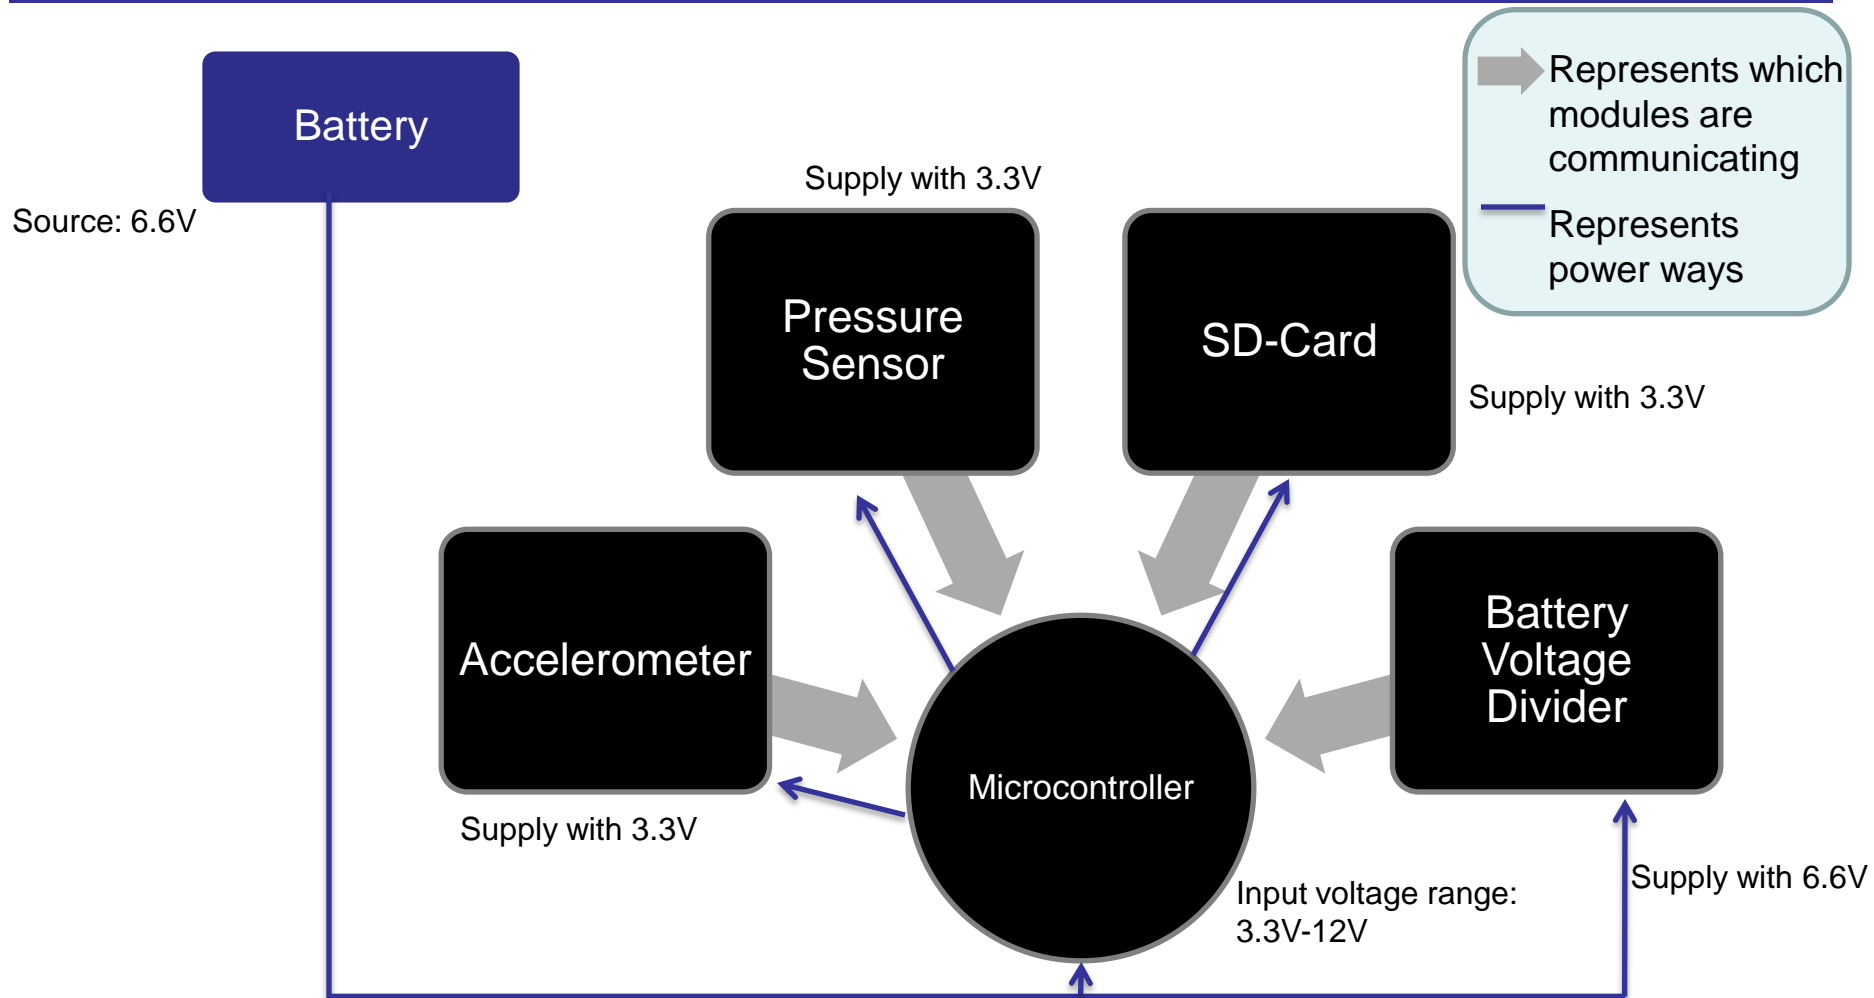 Battery
Source: 6.6V
Supply with 3.3V
Pressure
Sensor
SD-Card
Supply with 3.3V
Represents which
modules are
communicating
Represents
power ways
Accelerometer
Supply with 3.3V
Microcontroller
Input voltage range:
3.3V-12V
Battery
Voltage
Divider
Supply with 6.6V